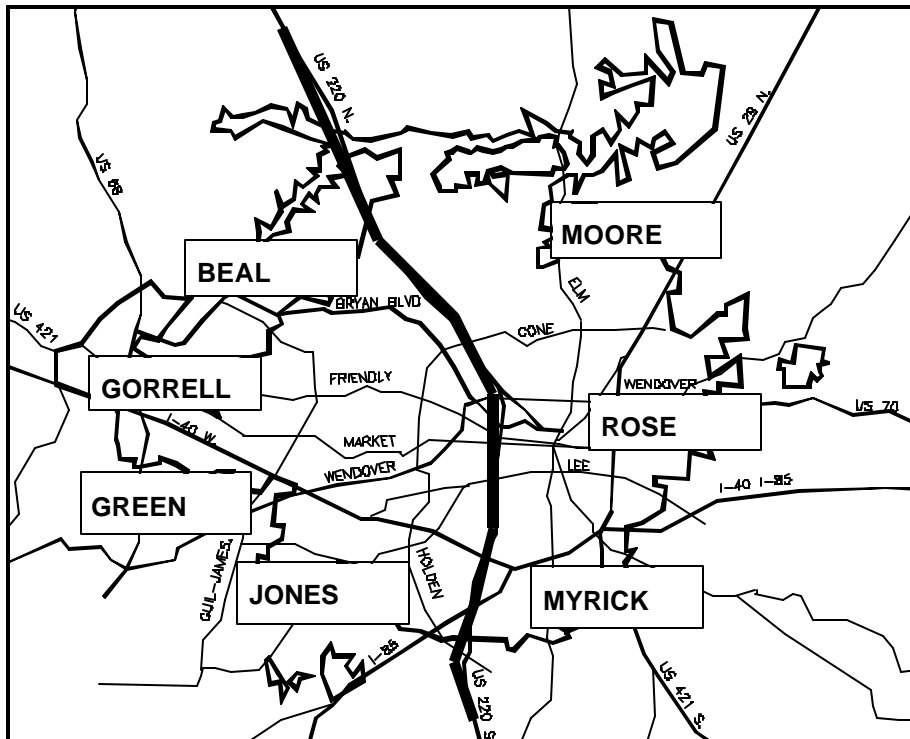 US 220 N.
US 29 N.
US 68
MOORE
BEAL
ELM
BRYAN BLVD
US 421
CONE
GORRELL
FRIENDLY
WENDOVER
US 70
I-40 W.
ROSE
MARKET
WENDOVER
LEE
I-40 I-85
GREEN
GUIL-JAMES.
HOLDEN
JONES
MYRICK
I-85
US 220 S.
US 421 S.